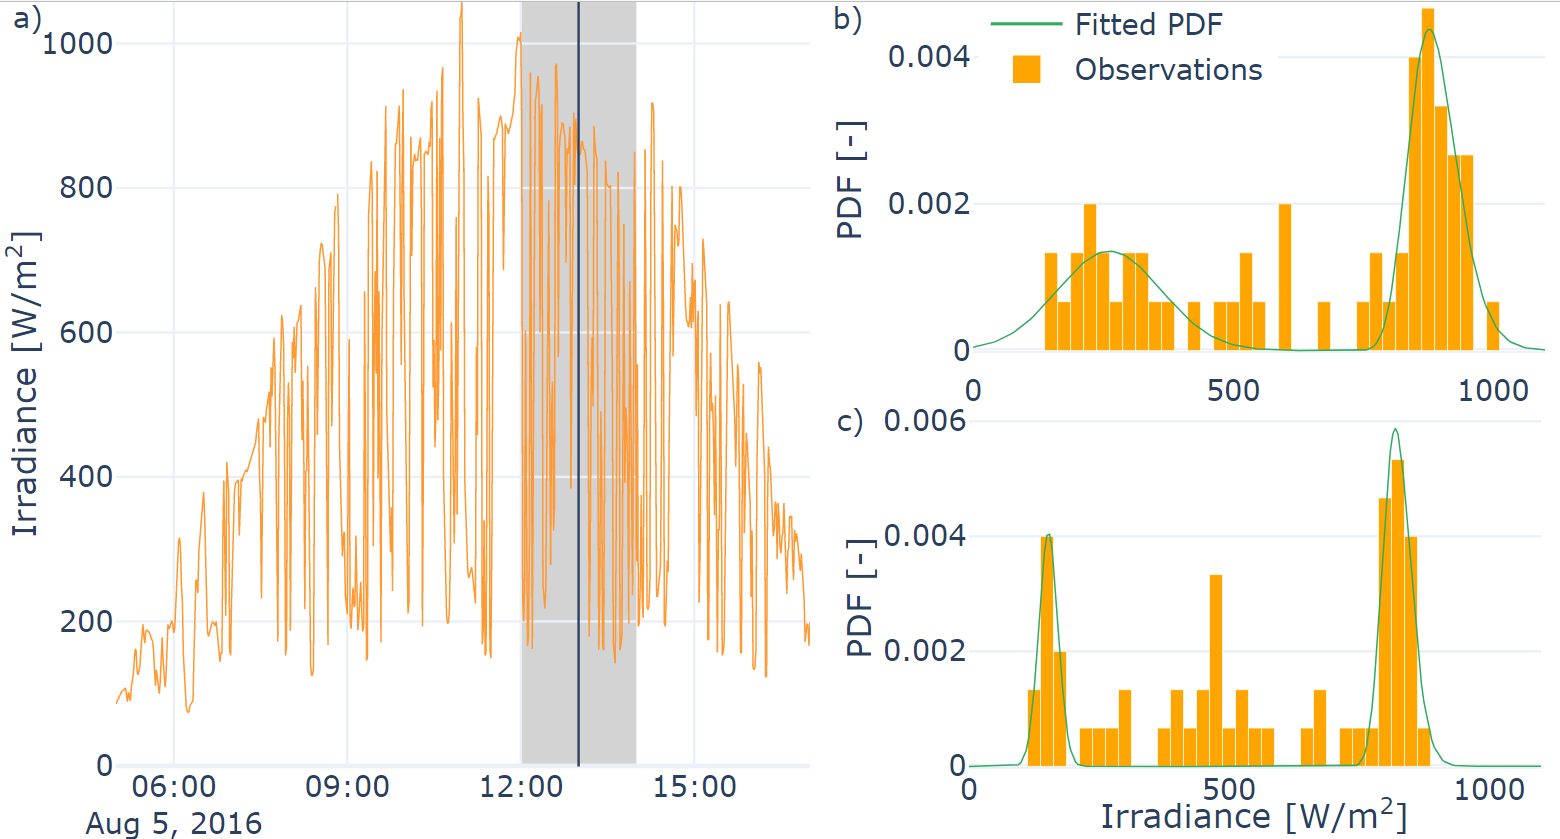 a)
1000
800
600
400
200
0
Irradiance [W/m²]
06:00 09:00 12:00 15:00
Aug 5, 2016
b)
Fitted PDF
Observations
0.004
0.002
0
PDF [-]
0 500 1000
c)
0.006
0.004
0.002
0
PDF [-]
0 500 1000
Irradiance [W/m²]